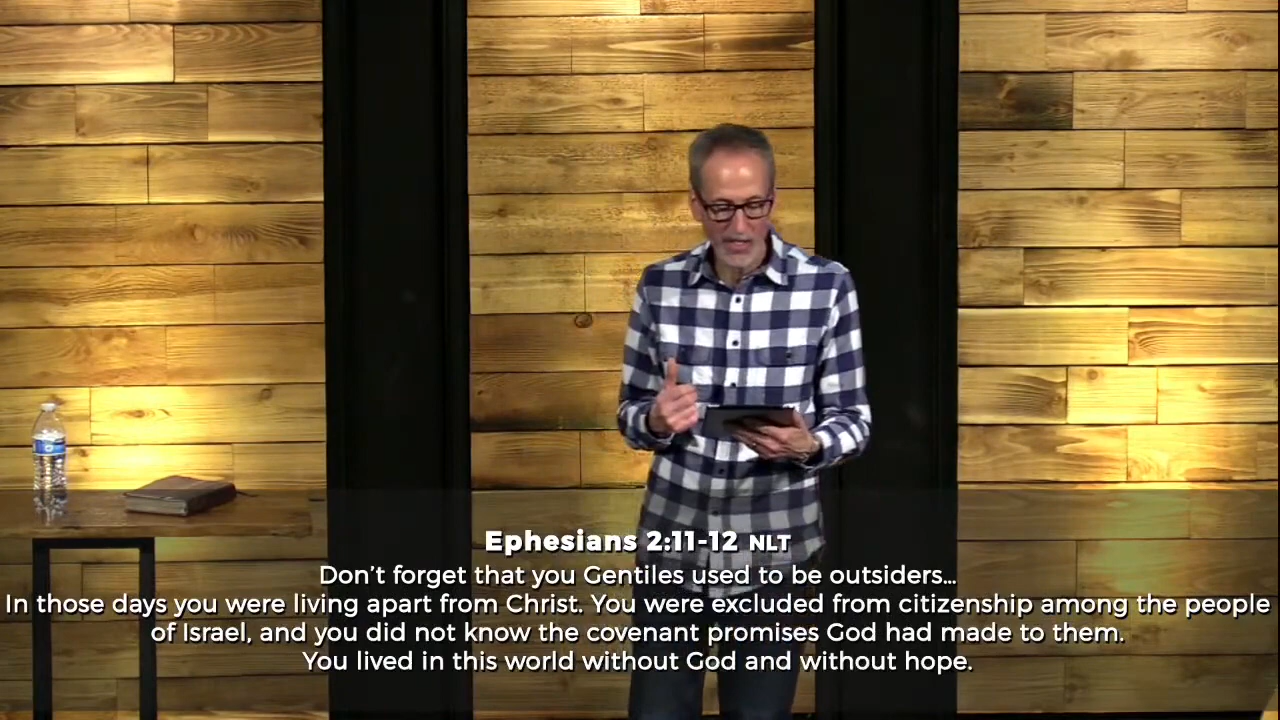 Ephesians 2:11-12 NLT
Don't forget that you Gentiles used to be outsiders...
In those days you were living apart from Christ. You were excluded from citizenship among the people
of Israel, and you did not know the covenant promises God had made to them.
You lived in this world without God and without hope.